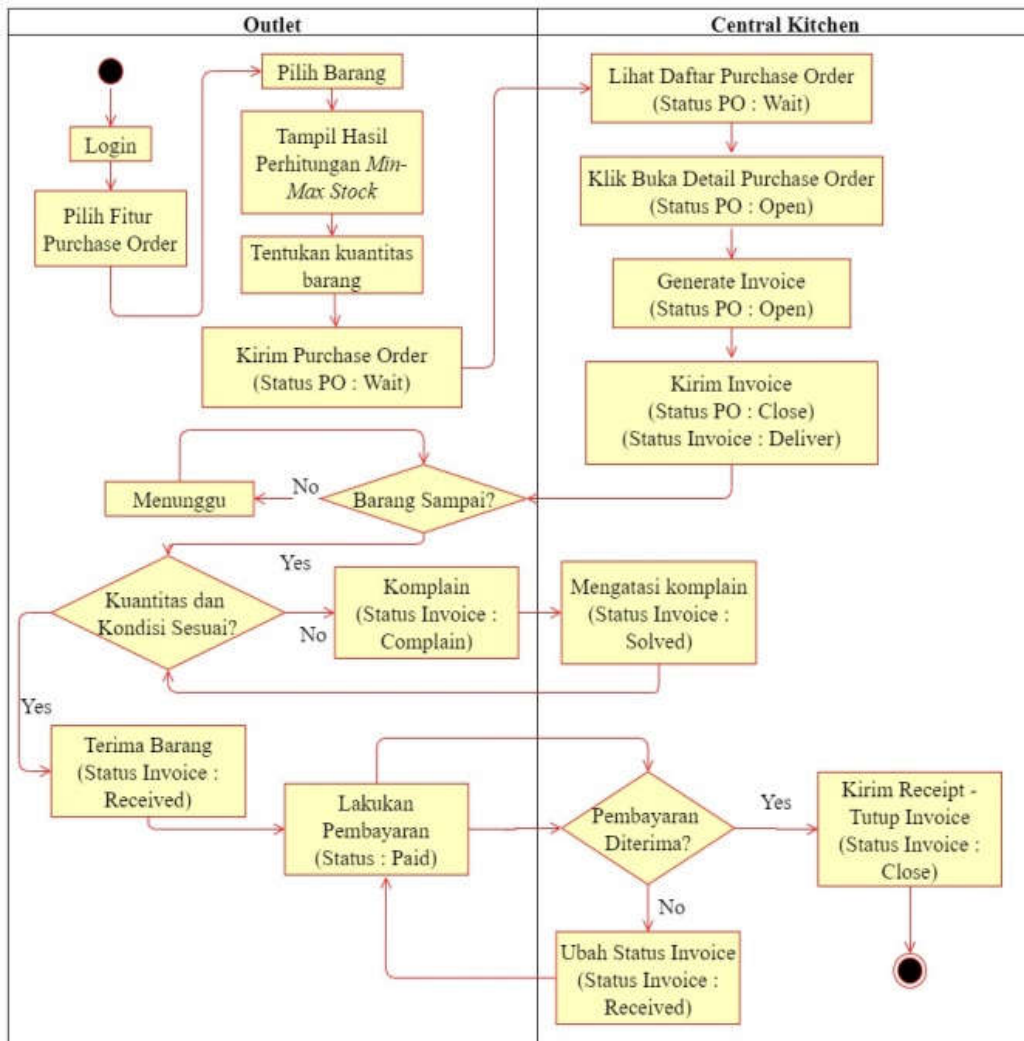 Outlet
Central Kitchen
Login
Pilih Fitur
Purchase Order
Pilih Barang
Tampil Hasil
Perhitungan Min-
Max Stock
Tentukan kuantitas
barang
Kirim Purchase Order
(Status PO : Wait)
Lihat Daftar Purchase Order
(Status PO : Wait)
Klik Buka Detail Purchase Order
(Status PO : Open)
Generate Invoice
(Status PO : Open)
Kirim Invoice
(Status PO : Close)
(Status Invoice : Deliver)
Barang Sampai?
No
Menunggu
Yes
Kuantitas dan
Kondisi Sesuai?
No
Komplain
(Status Invoice :
Complain)
Mengatasi komplain
(Status Invoice :
Solved)
Yes
Terima Barang
(Status Invoice :
Received)
Lakukan
Pembayaran
(Status : Paid)
Pembayaran
Diterima?
Yes
Kirim Receipt -
Tutup Invoice
(Status Invoice :
Close)
No
Ubah Status Invoice
(Status Invoice :
Received)